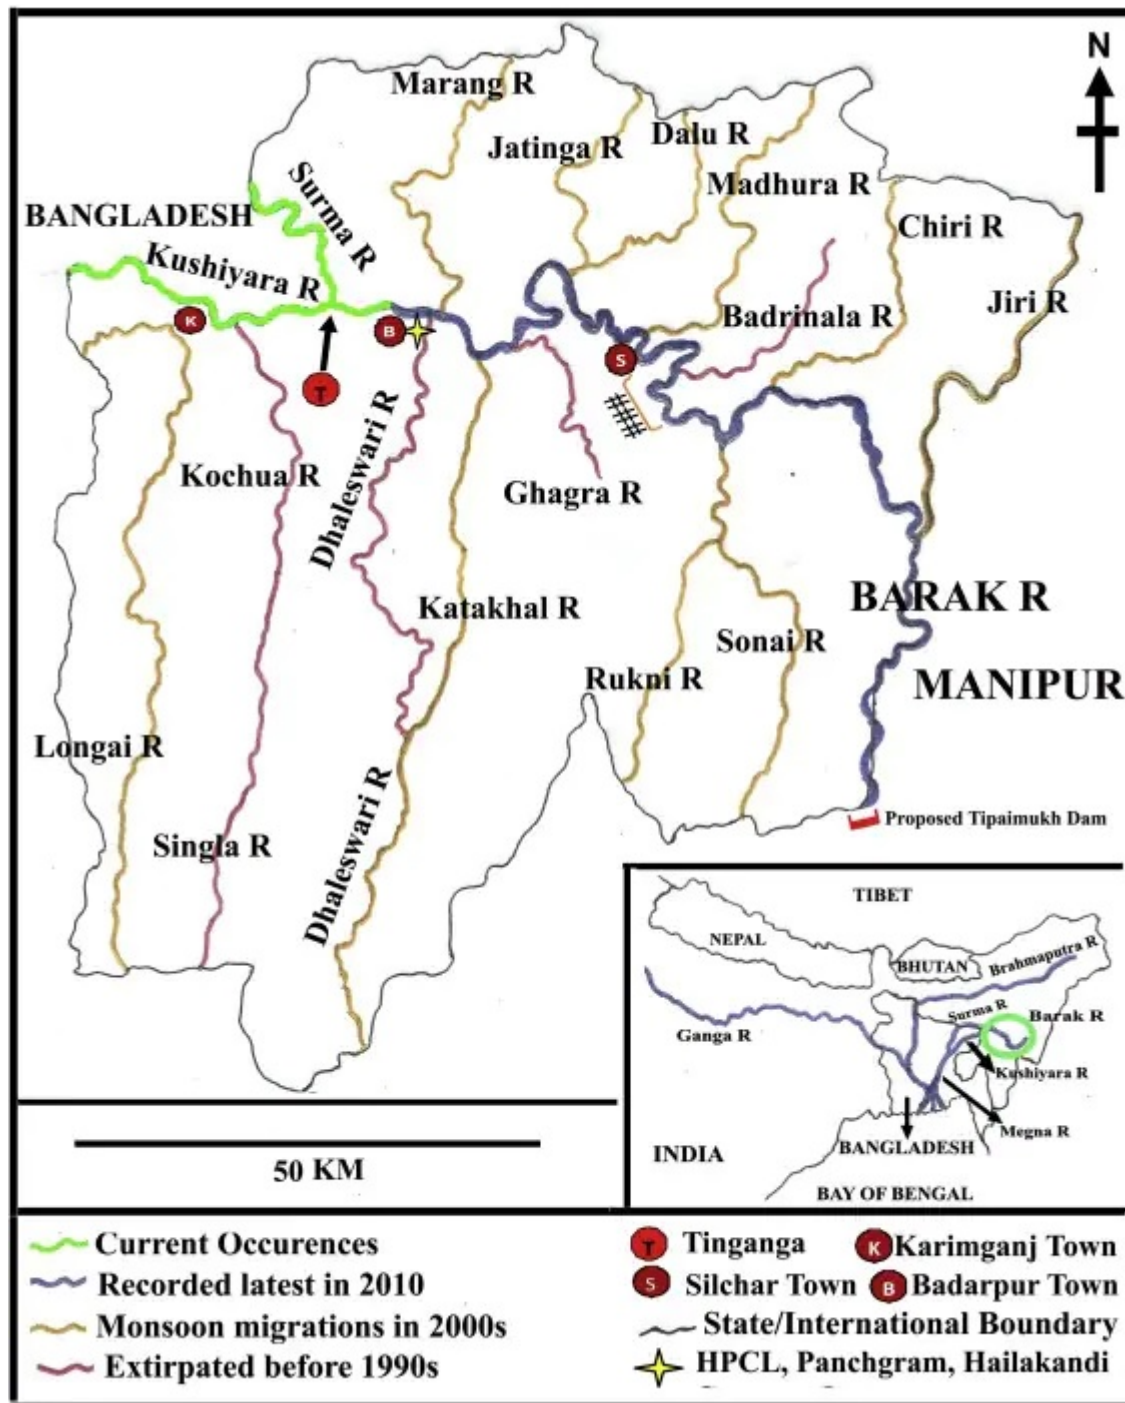 N
Marang R
Jatinga R
Dalu R
Madhura R
Surma R
BANGLADESH
Chiri R
Kushiyara R
Jiri R
Badrinala R
K
B
S
T
Dhaleswari R
Kochua R
Ghagra R
BARAK R
Katakhal R
Sonai R
Rukni R
MANIPUR
Longai R
Proposed Tipaimukh Dam
Singla R
Dhaleswari R
50 KM
TIBET
NEPAL
BHUTAN
Brahmaputra R
Surma R
Barak R
Ganga R
Kushiyara R
Megna R
BANGLADESH
INDIA
BAY OF BENGAL
Current Occurences
Recorded latest in 2010
Monsoon migrations in 2000s
Extirpated before 1990s
T Tinganga
K Karimganj Town
S Silchar Town
B Badarpur Town
State/International Boundary
HPCL, Panchgram, Hailakandi